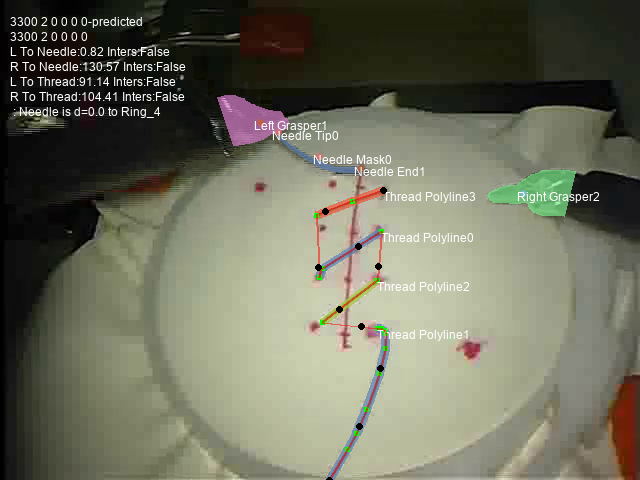 3300 2 0 0 0 0-predicted
3300 2 0 0 0 0
L To Needle:0.82 Inters:False
R To Needle:130.57 Inters:False
L To Thread:91.14 Inters:False
R To Thread:104.41 Inters:False
: Needle is d=0.0 to Ring_4
Left Grasper1
Needle Tip0
Needle Mask0
Needle End1
Thread Polyline3
Right Grasper2
Thread Polyline0
Thread Polyline2
Thread Polyline1